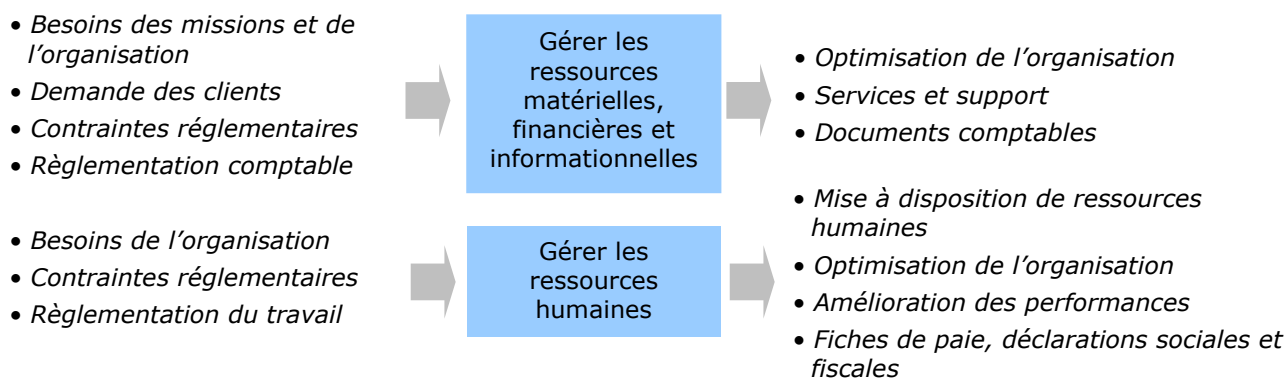 • Besoins des missions et de
l’organisation
• Demande des clients
• Contraintes réglementaires
• Règlementation comptable
Gérer les
ressources
matérielles,
financières et
informationnelles
• Optimisation de l’organisation
• Services et support
• Documents comptables
• Besoins de l’organisation
• Contraintes réglementaires
• Règlementation du travail
Gérer les
ressources
humaines
• Mise à disposition de ressources
humaines
• Optimisation de l’organisation
• Amélioration des performances
• Fiches de paie, déclarations sociales et
fiscales